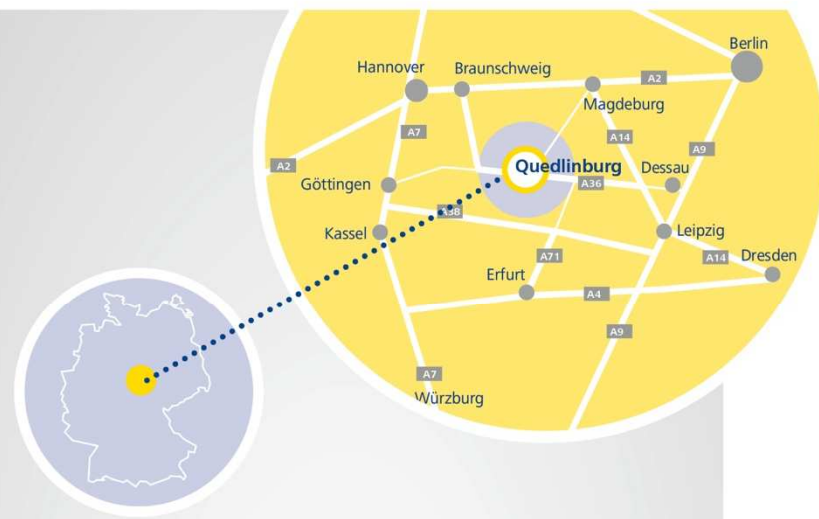 Berlin
Hannover
Braunschweig
A2
Magdeburg
A7
A14
A9
A2
Quedlinburg
Dessau
Göttingen
A36
A38
Kassel
Leipzig
A71
A14
Dresden
Erfurt
A4
A9
A7
Würzburg